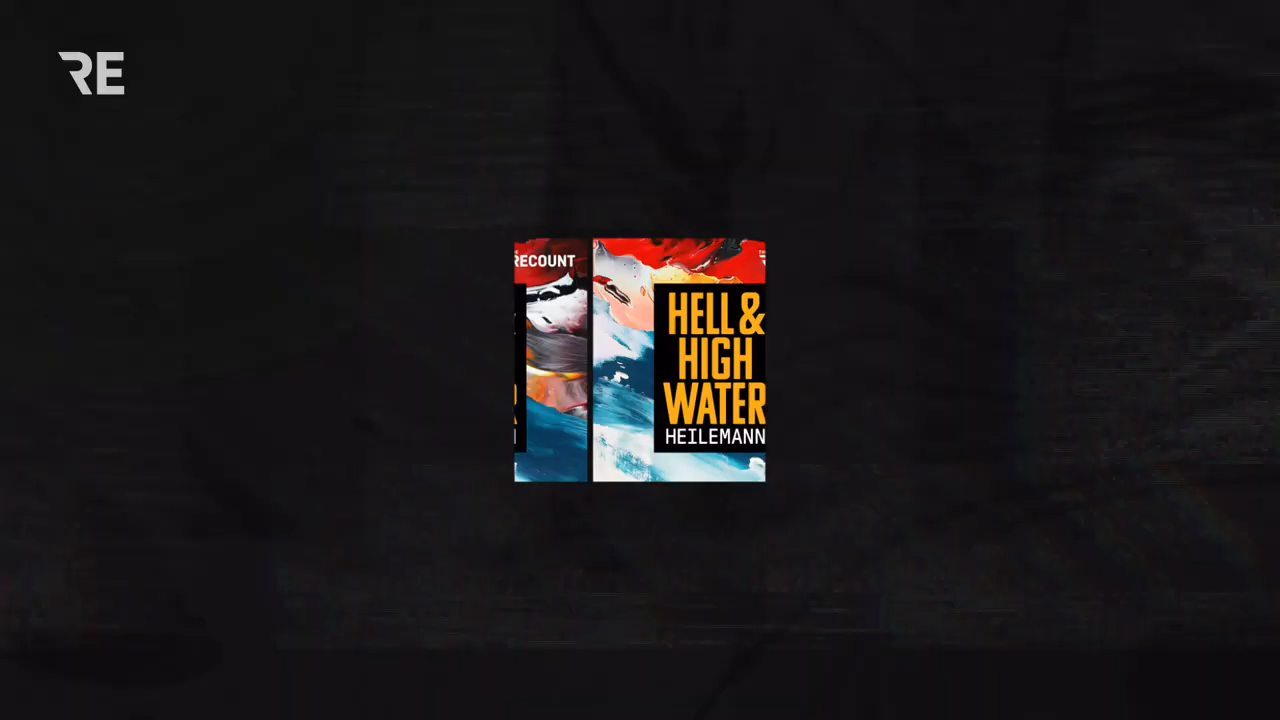 RE
RECOUNT
HELL &
HIGH
WATER
HEILEMANN